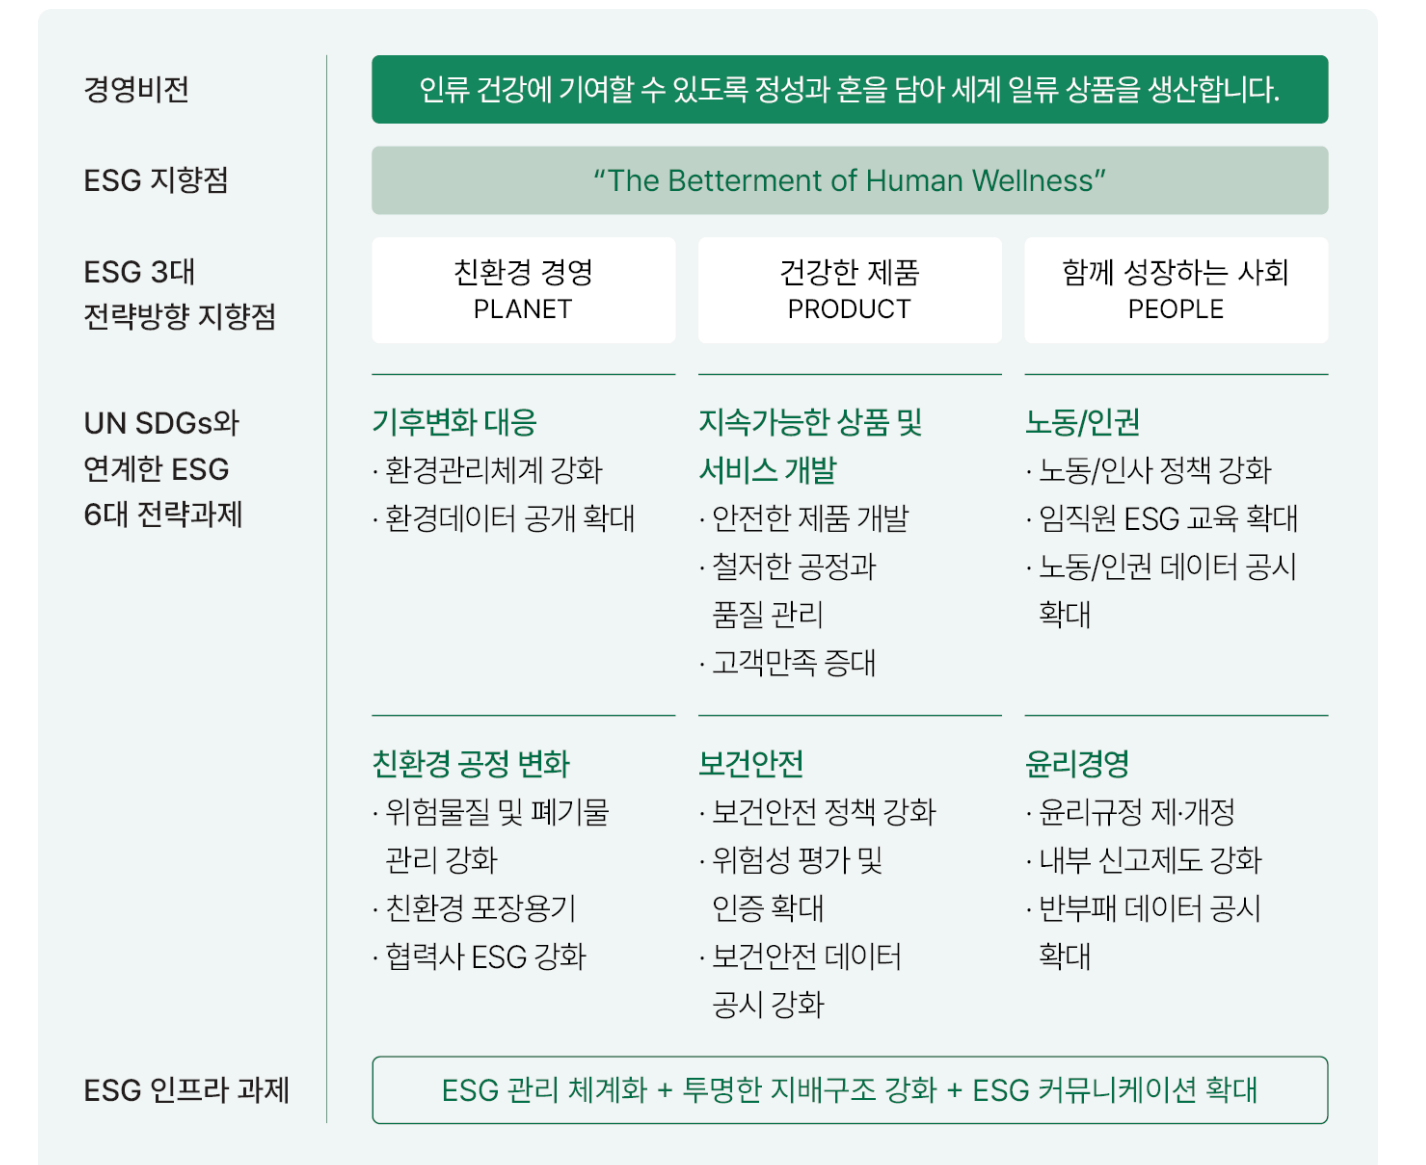 경영비전
인류 건강에 기여할 수 있도록 정성과 혼을 담아 세계 일류 상품을 생산합니다.
ESG 지향점
“The Betterment of Human Wellness”
ESG 3대
전략방향 지향점
친환경 경영
PLANET
건강한 제품
PRODUCT
함께 성장하는 사회
PEOPLE
UN SDGs와
연계한 ESG
6대 전략과제
기후변화 대응
· 환경관리체계 강화
· 환경데이터 공개 확대
지속가능한 상품 및
서비스 개발
· 안전한 제품 개발
· 철저한 공정과
품질 관리
· 고객만족 증대
노동/인권
· 노동/인사 정책 강화
· 임직원 ESG 교육 확대
· 노동/인권 데이터 공시
확대
친환경 공정 변화
· 위험물질 및 폐기물
관리 강화
· 친환경 포장용기
· 협력사 ESG 강화
보건안전
· 보건안전 정책 강화
· 위험성 평가 및
인증 확대
· 보건안전 데이터
공시 강화
윤리경영
· 윤리규정 제·개정
· 내부 신고제도 강화
· 반부패 데이터 공시
확대
ESG 인프라 과제
ESG 관리 체계화 + 투명한 지배구조 강화 + ESG 커뮤니케이션 확대